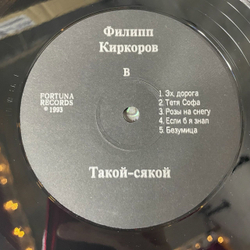 Филипп
Киркоров
В
FORTUNA
RECORDS
® 1993
1. Эх, дорога
2. Тетя Софа
3. Розы на снегу
4. Если б я знал
5. Безумица
Такой-сякой